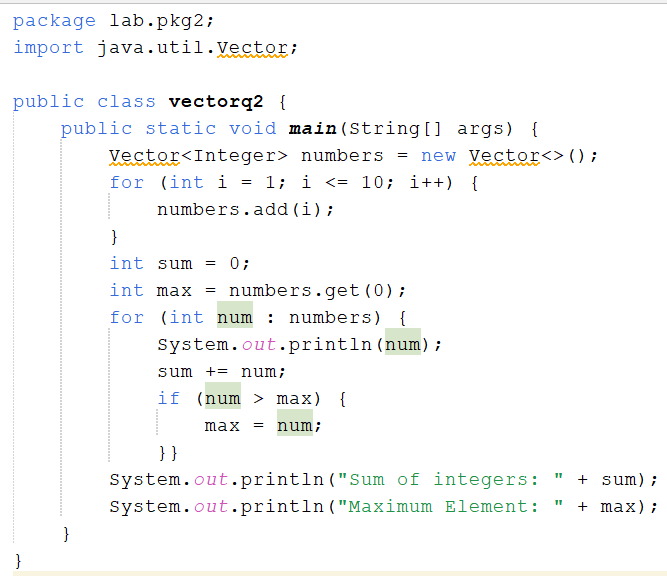 package lab.pkg2;
import java.util.Vector;
public class vectorq2 {
    public static void main(String[] args) {
        Vector<Integer> numbers = new Vector<>();
        for (int i = 1; i <= 10; i++) {
            numbers.add(i);
        }
        int sum = 0;
        int max = numbers.get(0);
        for (int num : numbers) {
            System.out.println(num);
            sum += num;
            if (num > max) {
                max = num;
            }}
        System.out.println("Sum of integers: " + sum);
        System.out.println("Maximum Element: " + max);
    }
}